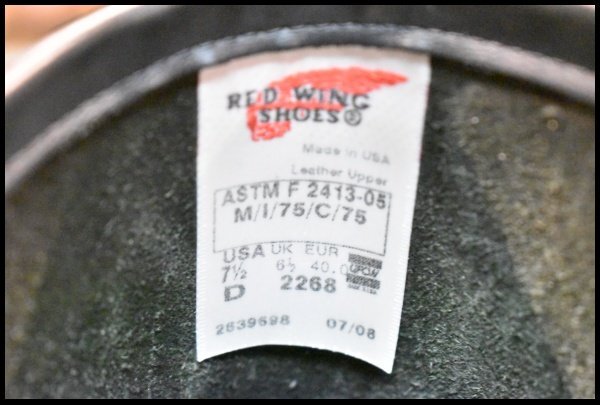 RED WING
SHOES®
Made in USA
Leather Upper
ASTM F 2413-05
M/I/75/C/75
USA UK EUR
7½ 6½ 40.0
D 2268
2639698 07/08